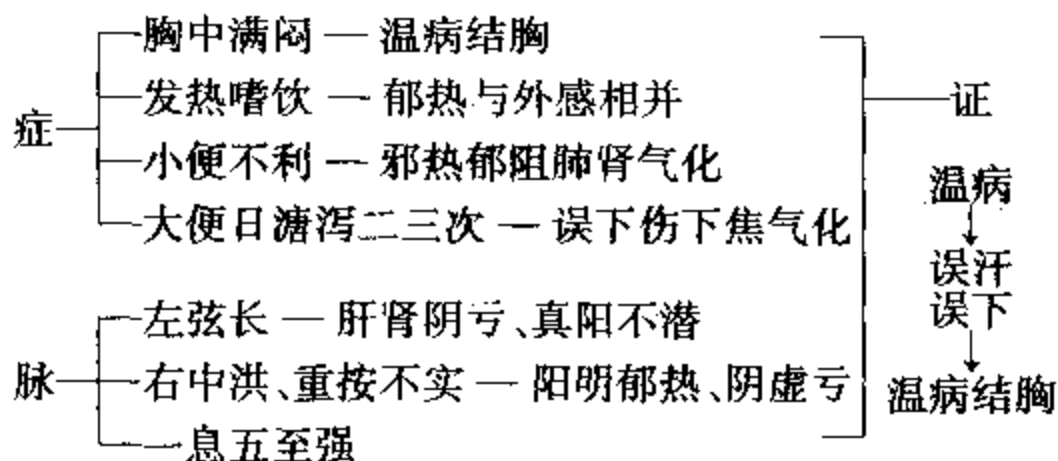 症
胸中满闷 — 温病结胸
发热嗜饮 — 郁热与外感相并
小便不利 — 邪热郁阻肺肾气化
大便日溏泻二三次 — 误下伤下焦气化
脉
左弦长 — 肝肾阴亏、真阳不潜
右中洪、重按不实 — 阳明郁热、阴虚亏
一息五至强
证
温病
误汗
误下
温病结胸